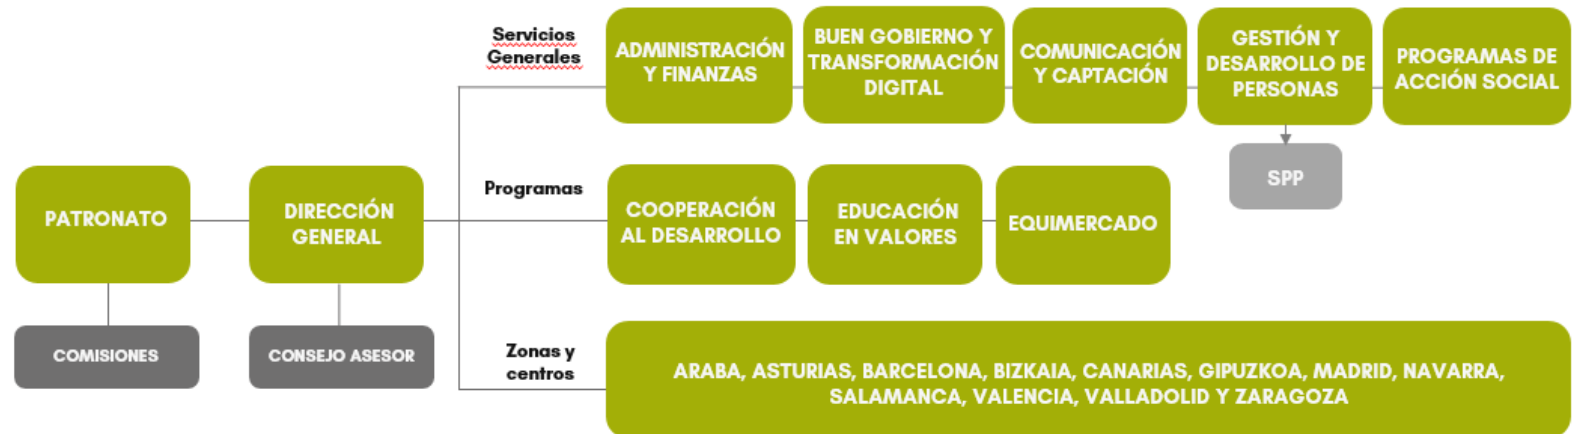 Servicios
Generales
ADMINISTRACIÓN
Y FINANZAS
BUEN GOBIERNO Y
TRANSFORMACIÓN
DIGITAL
COMUNICACIÓN
Y CAPTACIÓN
GESTIÓN Y
DESARROLLO DE
PERSONAS
PROGRAMAS DE
ACCIÓN SOCIAL
SPP
PATRONATO
DIRECCIÓN
GENERAL
Programas
COOPERACIÓN
AL DESARROLLO
EDUCACIÓN
EN VALORES
EQUIMERCADO
COMISIONES
CONSEJO ASESOR
Zonas y
centros
ARABA, ASTURIAS, BARCELONA, BIZKAIA, CANARIAS, GIPUZKOA, MADRID, NAVARRA,
SALAMANCA, VALENCIA, VALLADOLID Y ZARAGOZA